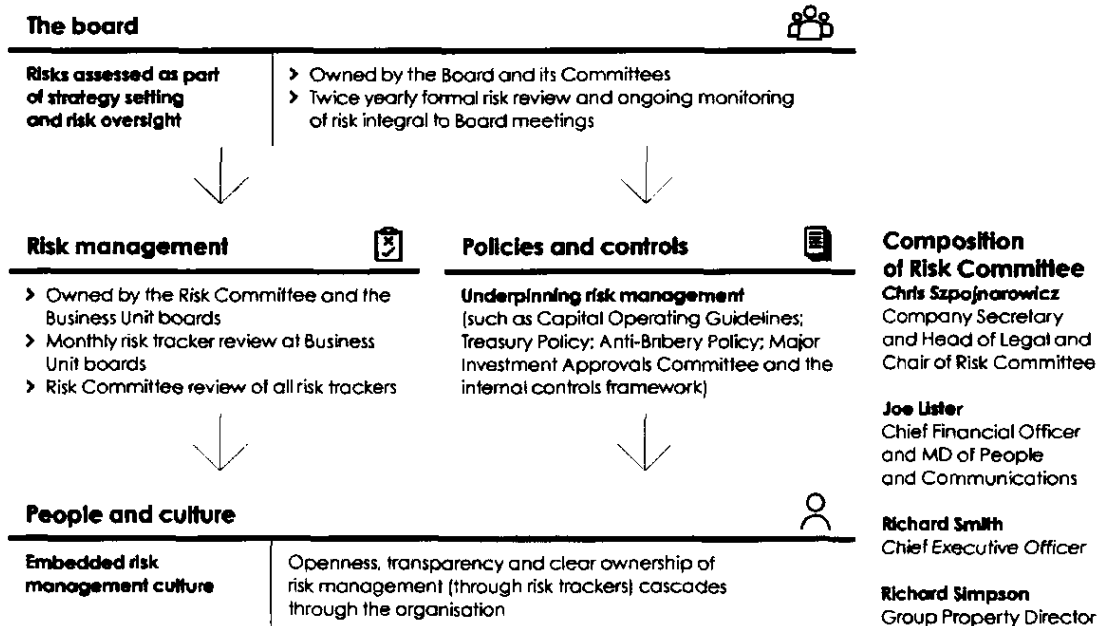 The board
Risks assessed as part
of strategy setting
and risk oversight
> Owned by the Board and its Committees
> Twice yearly formal risk review and ongoing monitoring
of risk integral to Board meetings
Risk management
> Owned by the Risk Committee and the
Business Unit boards
> Monthly risk tracker review at Business
Unit boards
> Risk Committee review of all risk trackers
Policies and controls
Underpinning risk management
(such as Capital Operating Guidelines;
Treasury Policy; Anti-Bribery Policy; Major
Investment Approvals Committee and the
internal controls framework)
People and culture
Embedded risk
management culture
Openness, transparency and clear ownership of
risk management (through risk trackers) cascades
through the organisation
Composition
of Risk Committee
Chris Szpojnarowicz
Company Secretary
and Head of Legal and
Chair of Risk Committee
Joe Lister
Chief Financial Officer
and MD of People
and Communications
Richard Smith
Chief Executive Officer
Richard Simpson
Group Property Director